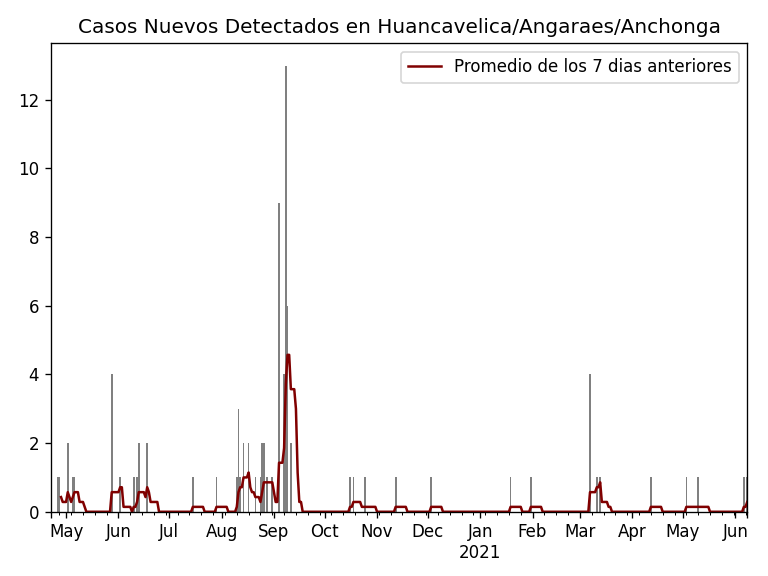 Casos Nuevos Detectados en Huancavelica/Angaraes/Anchonga
Promedio de los 7 dias anteriores
12
10
8
6
4
2
0
May Jun Jul Aug Sep Oct Nov Dec Jan Feb Mar Apr May Jun
2021